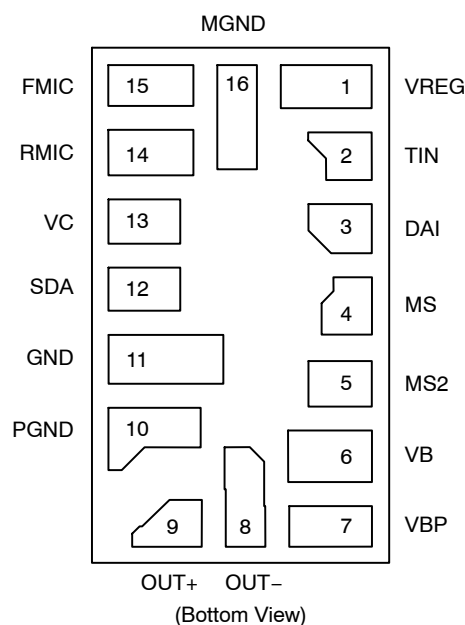 MGND
FMIC 15 16 1 VREG
RMIC 14 2 TIN
VC 13 3 DAI
SDA 12 4 MS
GND 11 5 MS2
PGND 10 6 VB
9 8 7 VBP
OUT+ OUT−
(Bottom View)